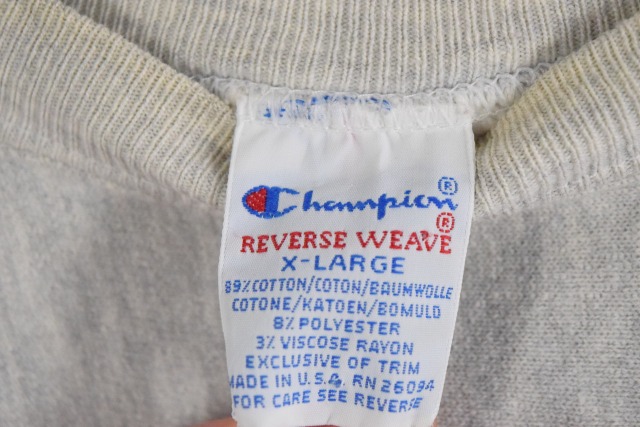 Champion®
REVERSE WEAVE®
X-LARGE
89% COTTON/COTON/BAUMWOLLE
COTONE/KATOEN/BOMULD
8% POLYESTER
3% VISCOSE RAYON
EXCLUSIVE OF TRIM
MADE IN U.S.A. RN 26094
FOR CARE SEE REVERSE